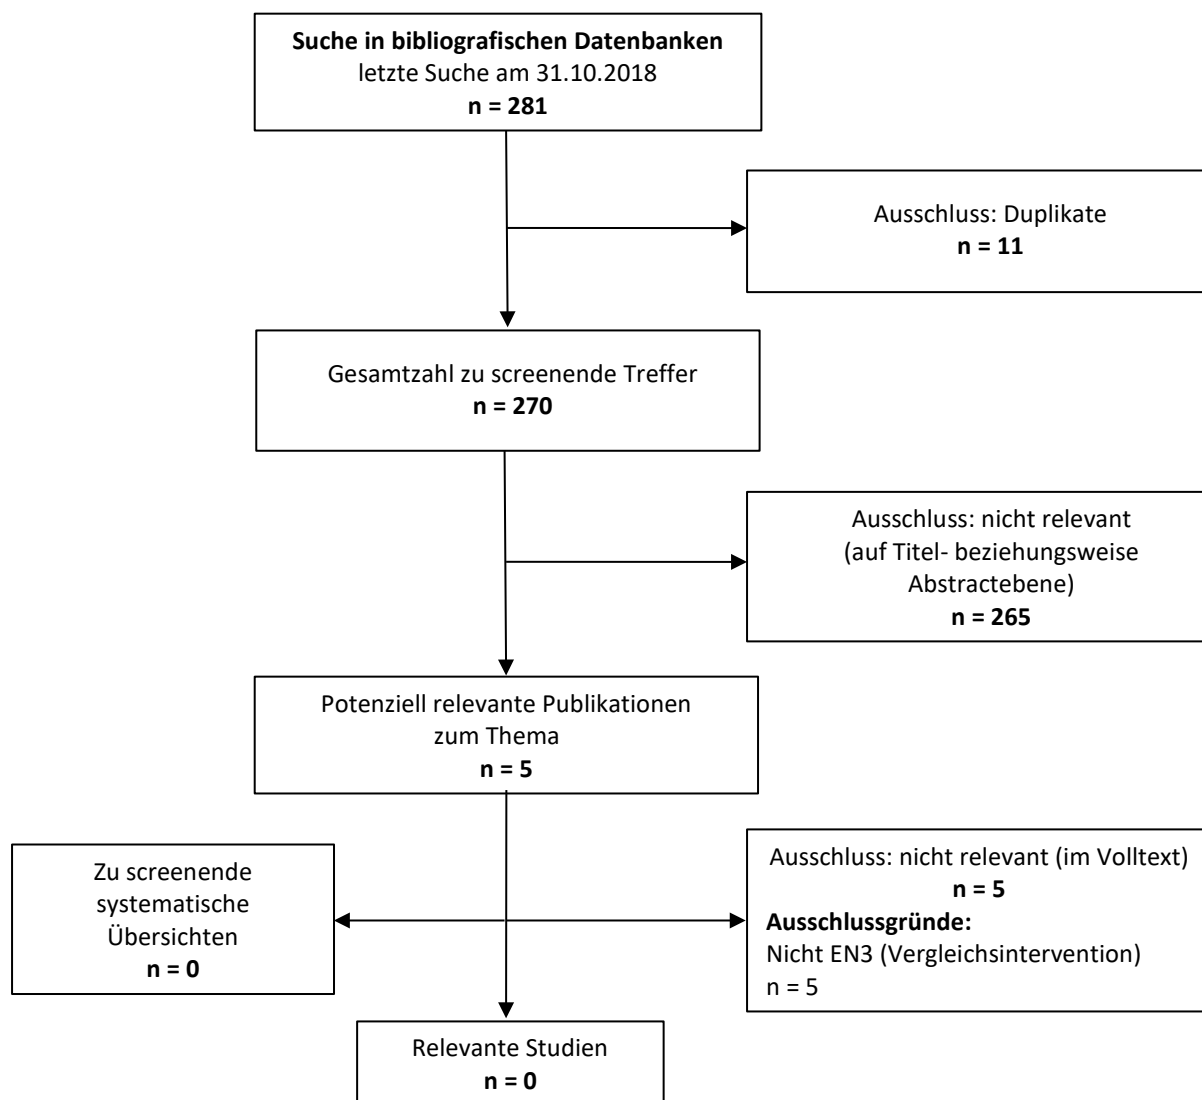 Suche in bibliografischen Datenbanken
letzte Suche am 31.10.2018
n = 281
Ausschluss: Duplikate
n = 11
Gesamtzahl zu screenende Treffer
n = 270
Ausschluss: nicht relevant
(auf Titel- beziehungsweise
Abstractebene)
n = 265
Potenziell relevante Publikationen
zum Thema
n = 5
Zu screenende
systematische
Übersichten
n = 0
Ausschluss: nicht relevant (im Volltext)
n = 5
Ausschlussgründe:
Nicht EN3 (Vergleichsintervention)
n = 5
Relevante Studien
n = 0